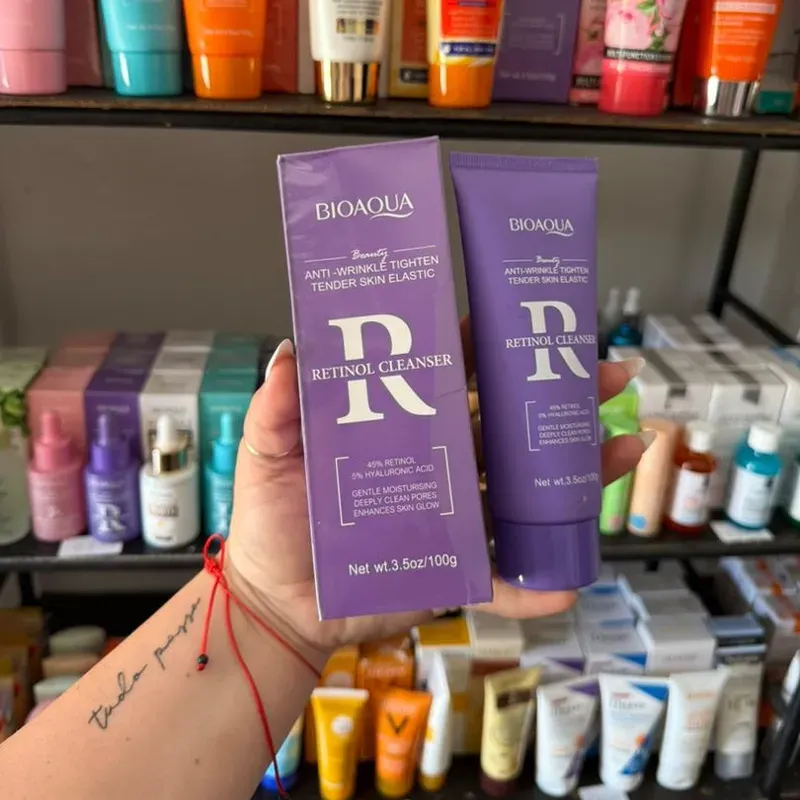 BIOAQUA
Beauty
ANTI -WRINKLE TIGHTEN
TENDER SKIN ELASTIC
R
RETINOL CLEANSER
45% RETINOL
5% HYALURONIC ACID
GENTLE MOISTURISING
DEEPLY CLEAN PORES
ENHANCES SKIN GLOW
Net wt.3.5oz/100g
BIOAQUA
Beauty
ANTI-WRINKLE TIGHTEN
TENDER SKIN ELASTIC
R
RETINOL CLEANSER
5% HYALURONIC ACID
GENTLE MOISTURISING
DEEPLY CLEAN PORES
ENHANCES SKIN GLOW
Net wt.3.5oz/100g
tudo passa
R